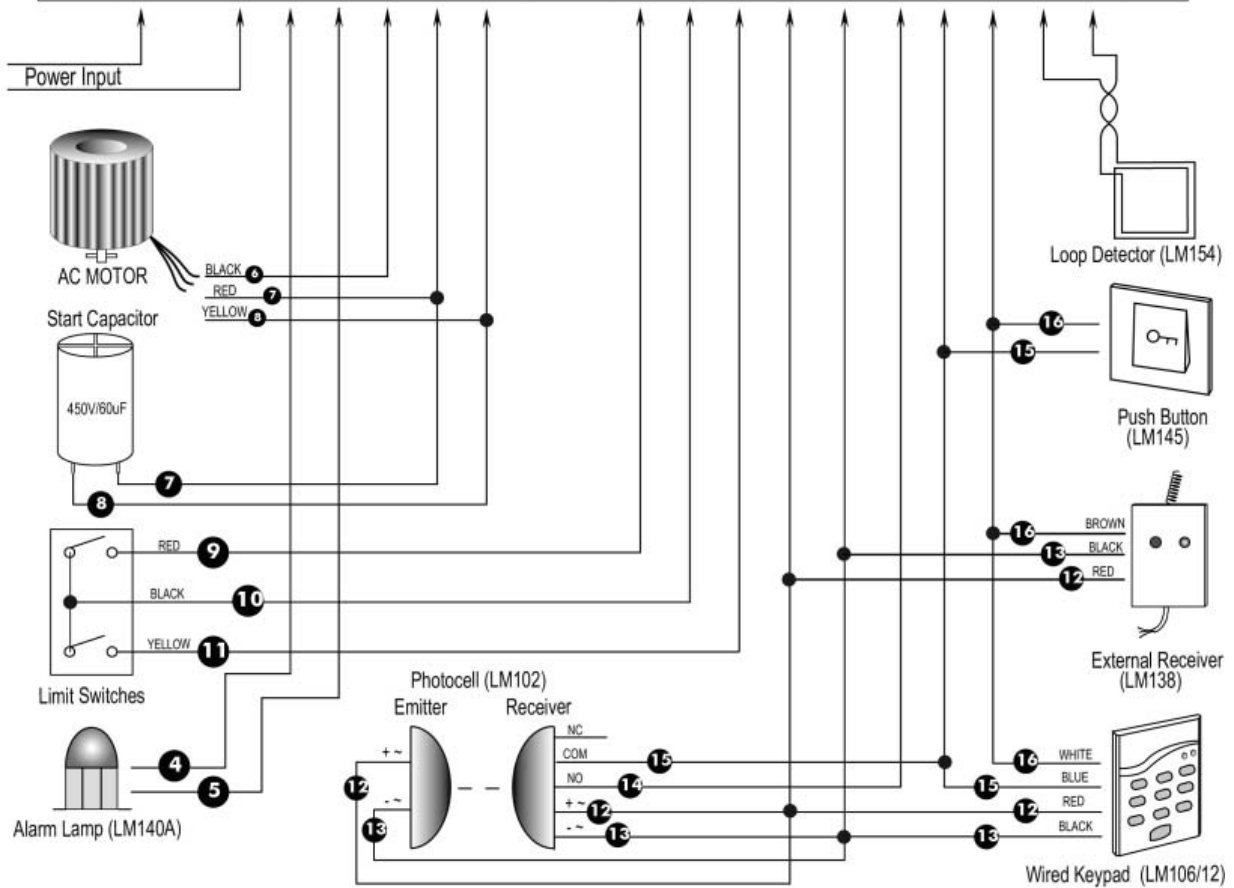 Power Input
AC MOTOR
BLACK 6
RED 7
YELLOW 8
Start Capacitor
450V/60uF
7
8
RED 9
BLACK 10
YELLOW 11
Limit Switches
4
5
Alarm Lamp (LM140A)
Photocell (LM102)
Emitter
Receiver
+ ~
- ~
12
13
NC
COM 15
NO 14
+ ~ 12
- ~ 13
Loop Detector (LM154)
16
15
Push Button
(LM145)
16 BROWN
13 BLACK
12 RED
External Receiver
(LM138)
16 WHITE
15 BLUE
12 RED
13 BLACK
Wired Keypad (LM106/12)